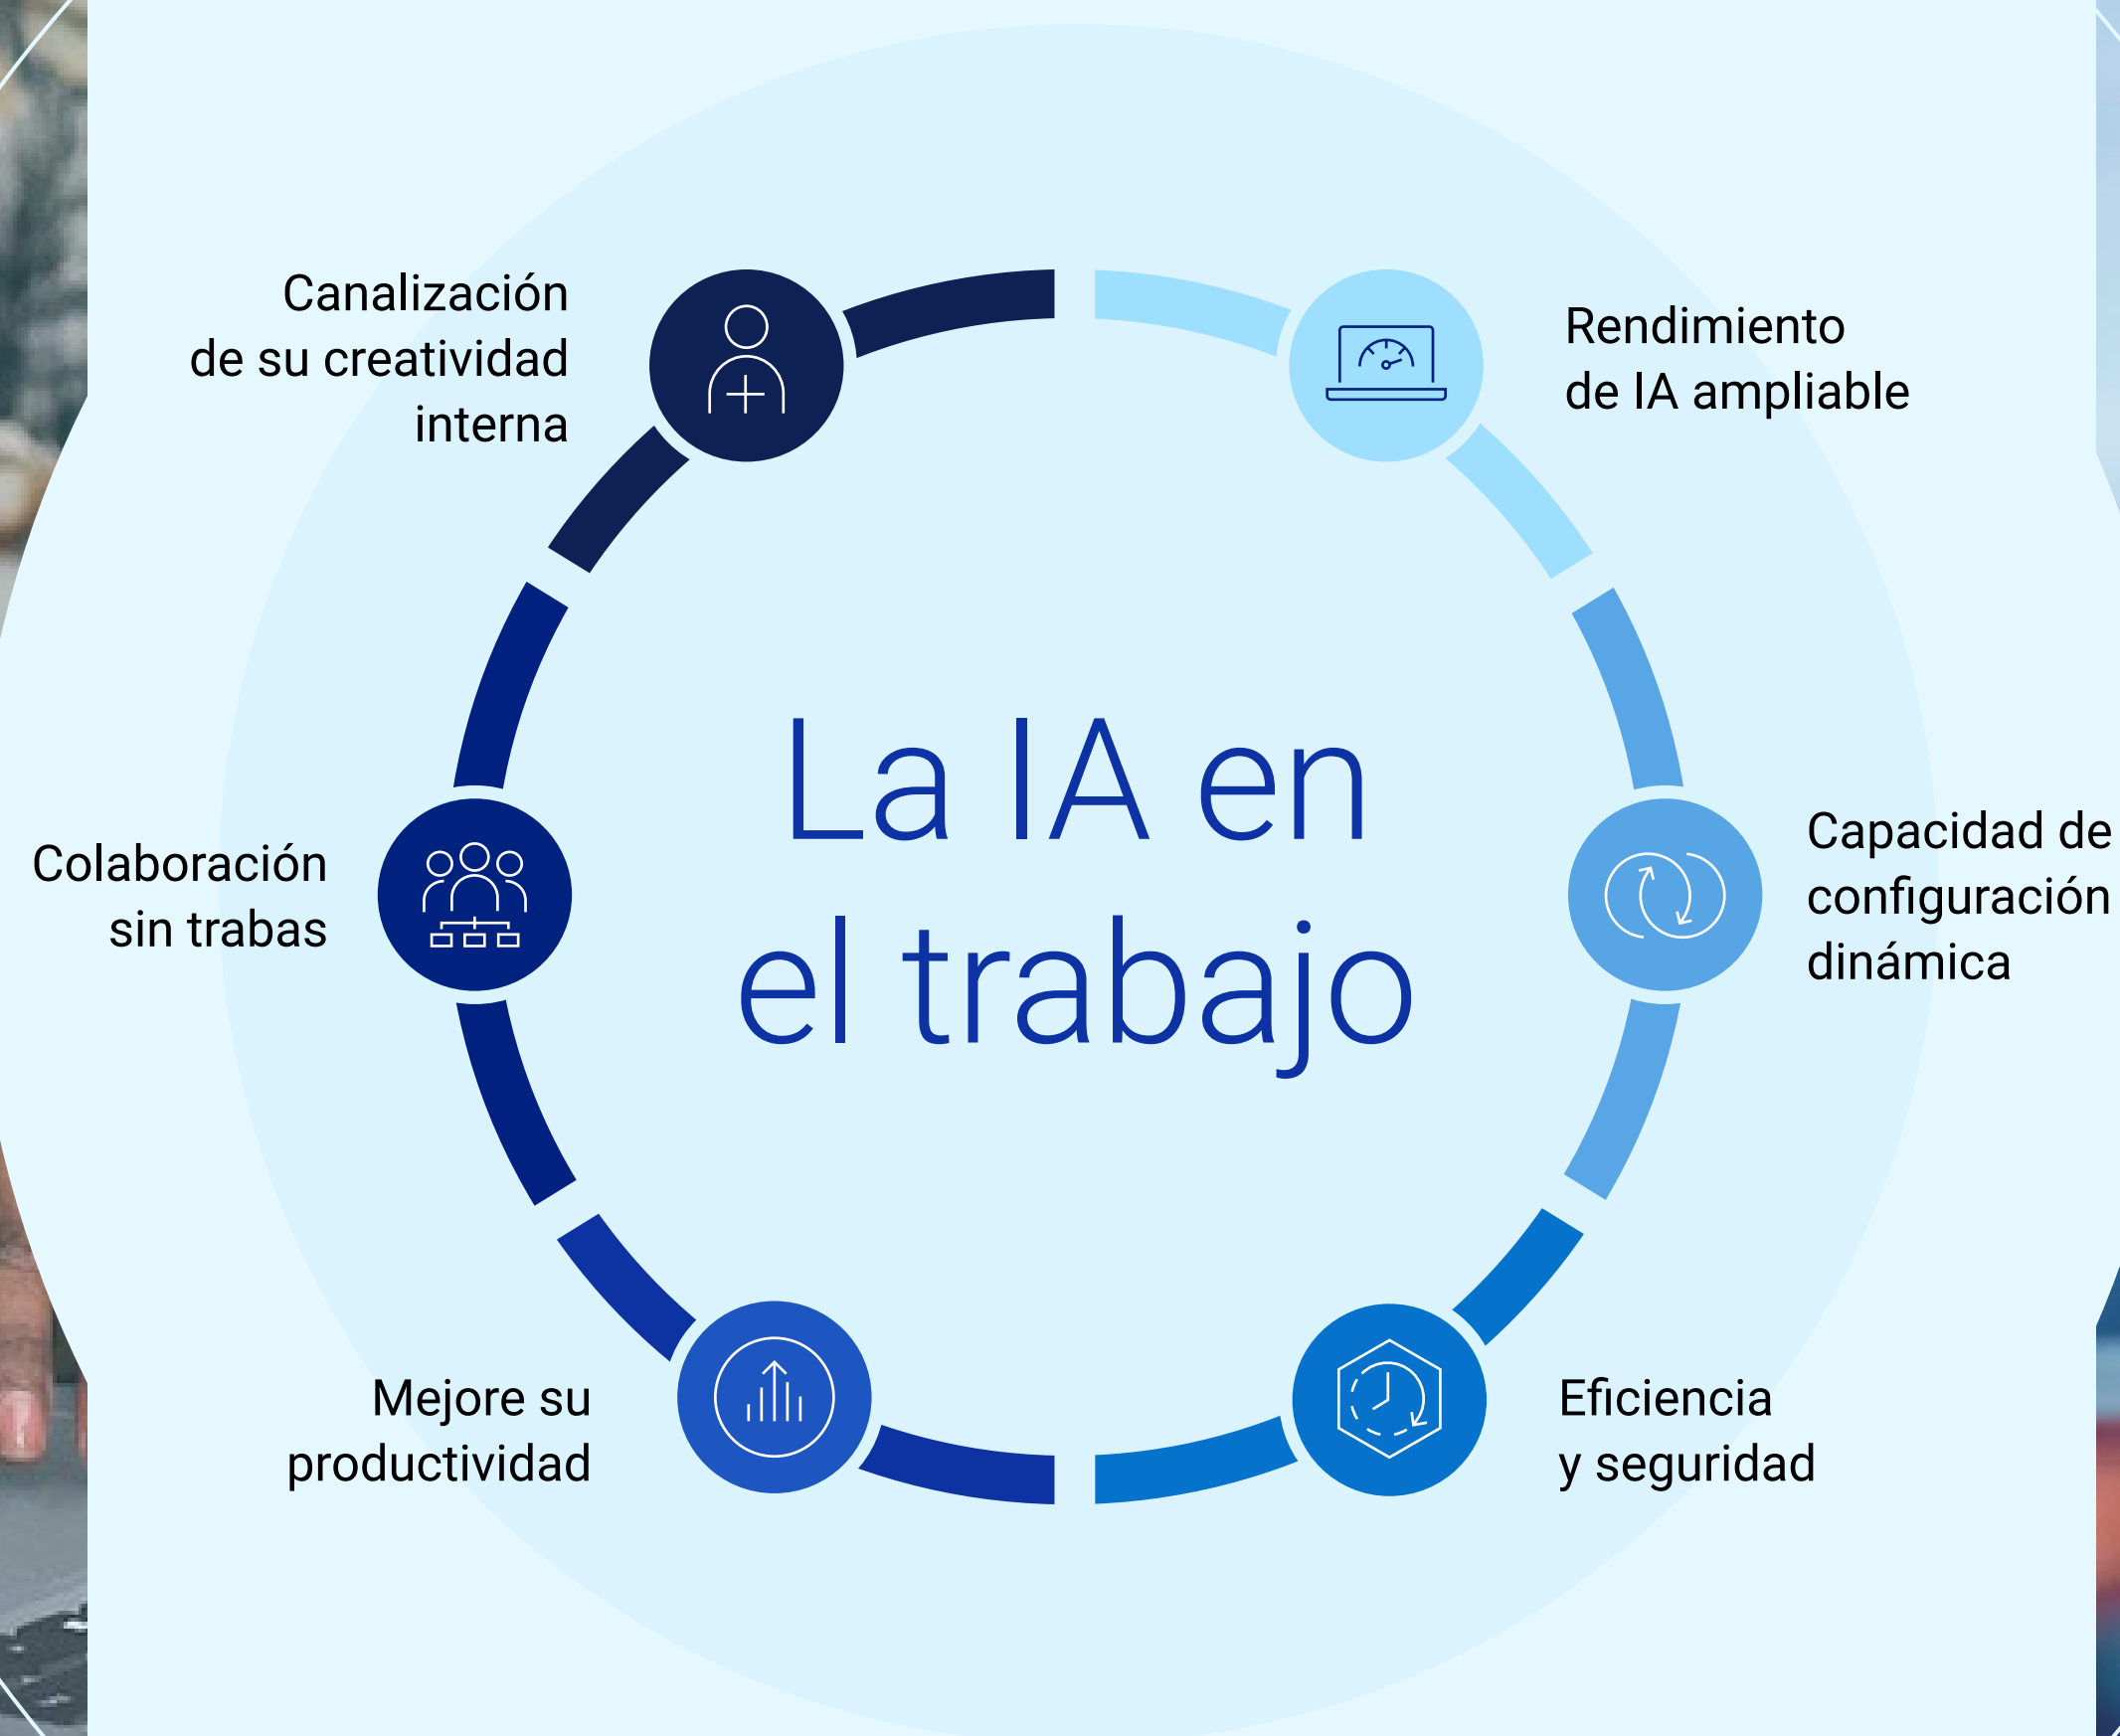 La IA en
el trabajo
Rendimiento
de IA ampliable
Capacidad de
configuración
dinámica
Eficiencia
y seguridad
Mejore su
productividad
Colaboración
sin trabas
Canalización
de su creatividad
interna